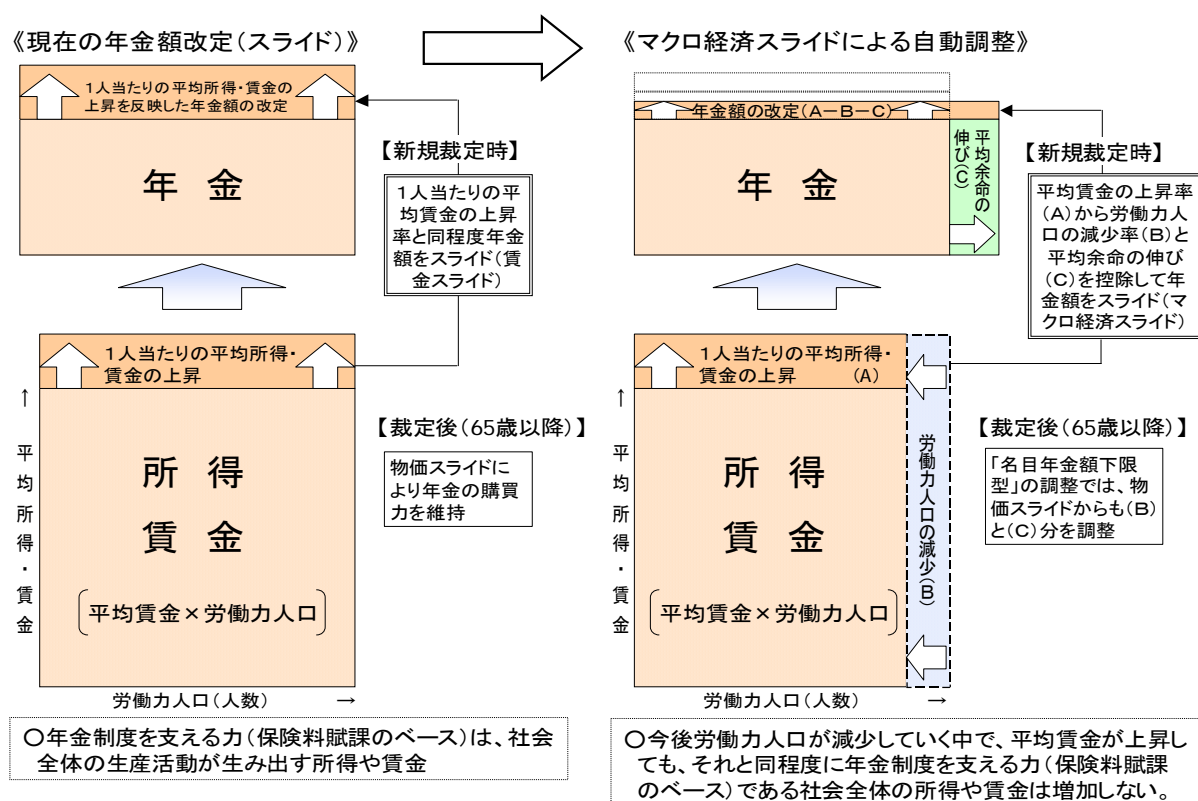 《現在の年金額改定（スライド）》
1人当たりの平均所得・賃金の
上昇を反映した年金額の改定
年 金
【新規裁定時】
1人当たりの平
均賃金の上昇
率と同程度年金
額をスライド（賃
金スライド）
1人当たりの平均所得・
賃金の上昇
↑ 平均所得・賃金
所 得
賃 金
平均賃金×労働力人口
【裁定後（65歳以降）】
物価スライドに
より年金の購買
力を維持
労働力人口（人数） →
○年金制度を支える力（保険料賦課のベース）は、社会
全体の生産活動が生み出す所得や賃金
《マクロ経済スライドによる自動調整》
年金額の改定（A－B－C）
年 金
平均余命の
伸び（C）
【新規裁定時】
平均賃金の上昇率
（A）から労働力人
口の減少率（B）と
平均余命の伸び
（C）を控除して年
金額をスライド（マ
クロ経済スライド）
1人当たりの平均所得・
賃金の上昇 （A）
↑ 平均所得・賃金
所 得
賃 金
平均賃金×労働力人口
労働力人口の減少（B）
【裁定後（65歳以降）】
「名目年金額下限
型」の調整では、物
価スライドからも（B）
と（C）分を調整
労働力人口（人数） →
○今後労働力人口が減少していく中で、平均賃金が上昇し
ても、それと同程度に年金制度を支える力（保険料賦課
のベース）である社会全体の所得や賃金は増加しない。